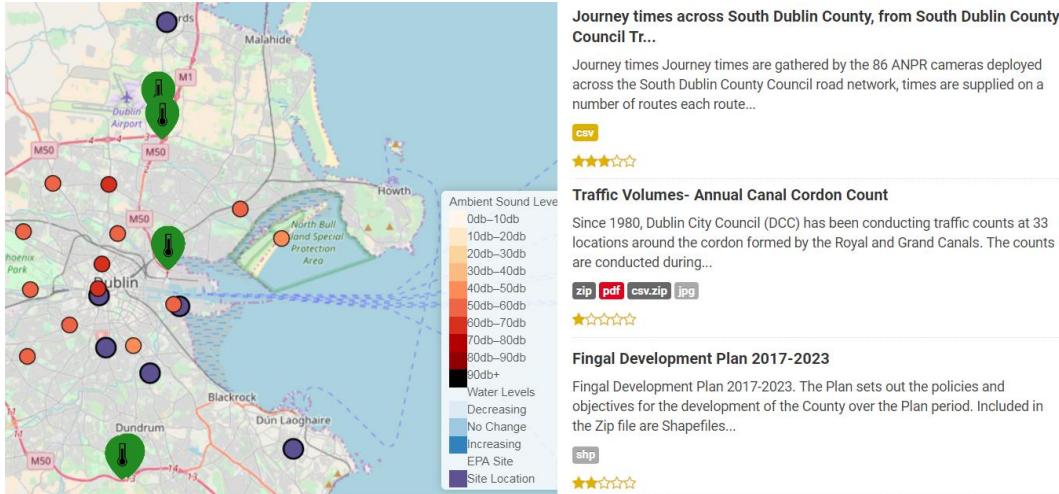 rds
Malahide
M1
Dublin
Airport
M50
M50
4
4
3
M50
Howth
North Bull
land Special
Protection
Area
hoenix
Park
Dublin
Blackrock
Dún Laoghaire
Dundrum
M50
13
14
11
Ambient Sound Leve
0db–10db
10db–20db
20db–30db
30db–40db
40db–50db
50db–60db
60db–70db
70db–80db
80db–90db
90db+
Water Levels
Decreasing
No Change
Increasing
EPA Site
Site Location
Journey times across South Dublin County, from South Dublin County
Council Tr...
Journey times Journey times are gathered by the 86 ANPR cameras deployed
across the South Dublin County Council road network, times are supplied on a
number of routes each route...
csv
Traffic Volumes- Annual Canal Cordon Count
Since 1980, Dublin City Council (DCC) has been conducting traffic counts at 33
locations around the cordon formed by the Royal and Grand Canals. The counts
are conducted during...
zip pdf csv.zip jpg
Fingal Development Plan 2017-2023
Fingal Development Plan 2017-2023. The Plan sets out the policies and
objectives for the development of the County over the Plan period. Included in
the Zip file are Shapefiles...
shp